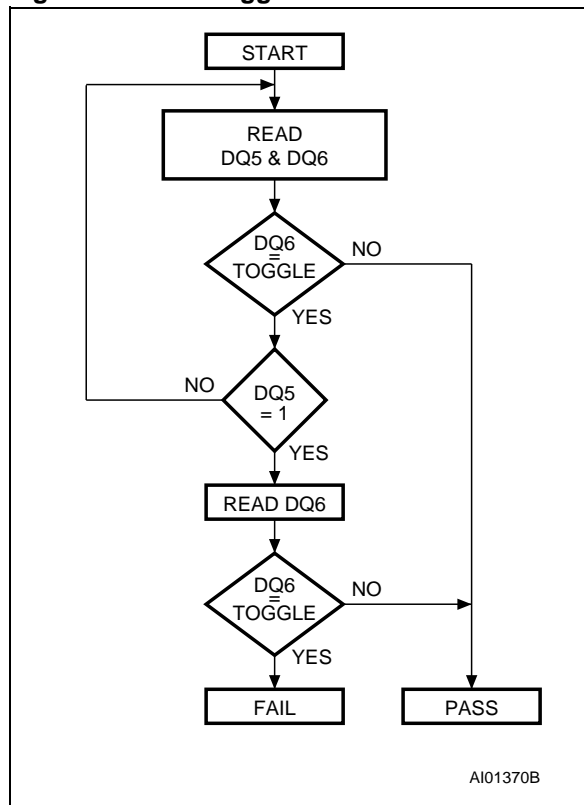 START
READ
DQ5 & DQ6
DQ6
=
TOGGLE
NO
YES
NO
DQ5
= 1
YES
READ DQ6
DQ6
=
TOGGLE
NO
YES
FAIL
PASS
AI01370B